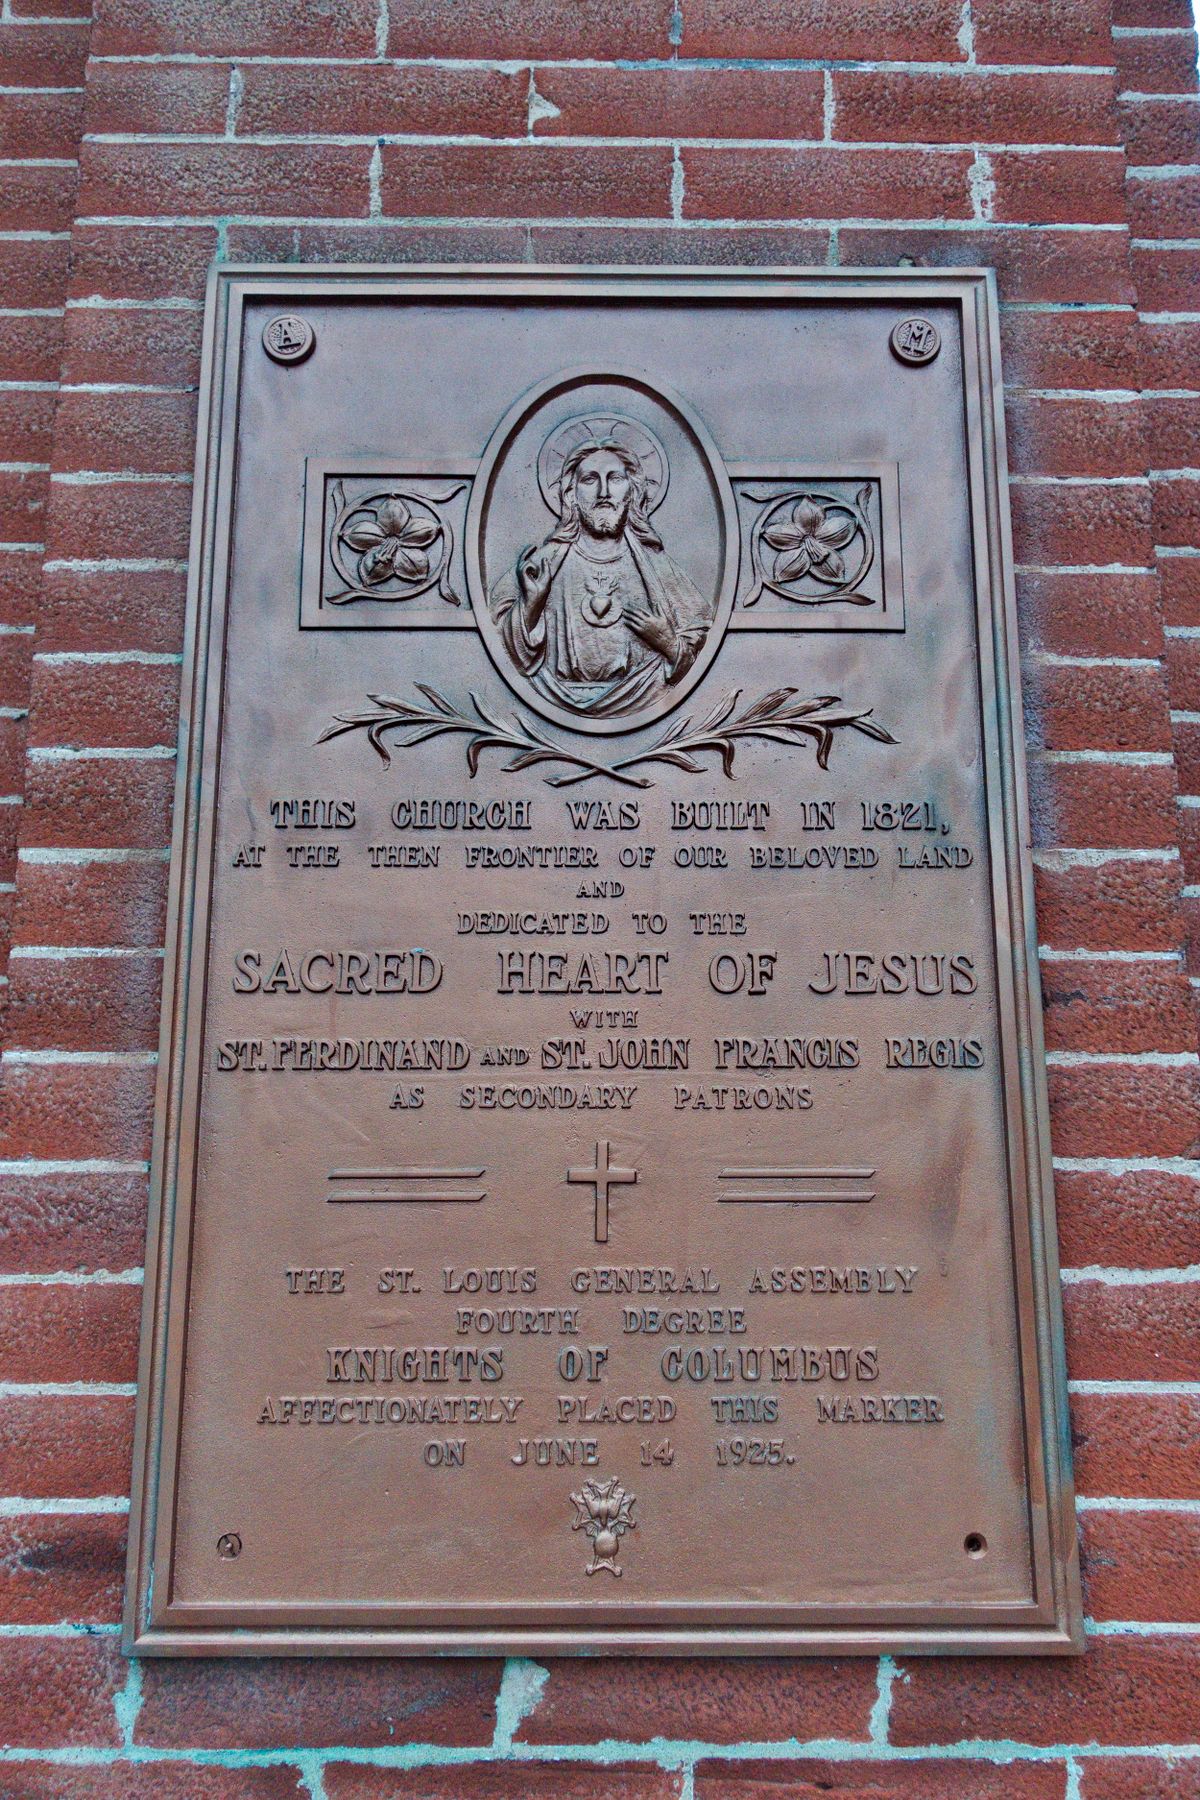 A M
THIS CHURCH WAS BUILT IN 1821,
AT THE THEN FRONTIER OF OUR BELOVED LAND
AND
DEDICATED TO THE
SACRED HEART OF JESUS
WITH
ST. FERDINAND AND ST. JOHN FRANCIS REGIS
AS SECONDARY PATRONS
THE ST. LOUIS GENERAL ASSEMBLY
FOURTH DEGREE
KNIGHTS OF COLUMBUS
AFFECTIONATELY PLACED THIS MARKER
ON JUNE 14 1925.